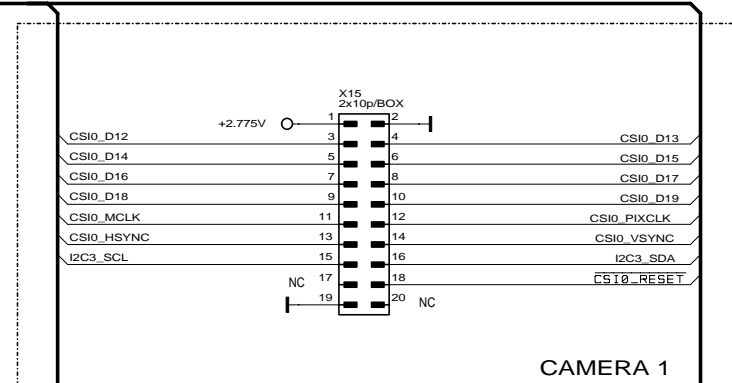 X15
2x10p/BOX
+2.775V 1 2
CSI0_D12 3 4 CSI0_D13
CSI0_D14 5 6 CSI0_D15
CSI0_D16 7 8 CSI0_D17
CSI0_D18 9 10 CSI0_D19
CSI0_MCLK 11 12 CSI0_PIXCLK
CSI0_HSYNC 13 14 CSI0_VSYNC
I2C3_SCL 15 16 I2C3_SDA
NC 17 18 CSI0_RESET
19 20 NC
CAMERA 1